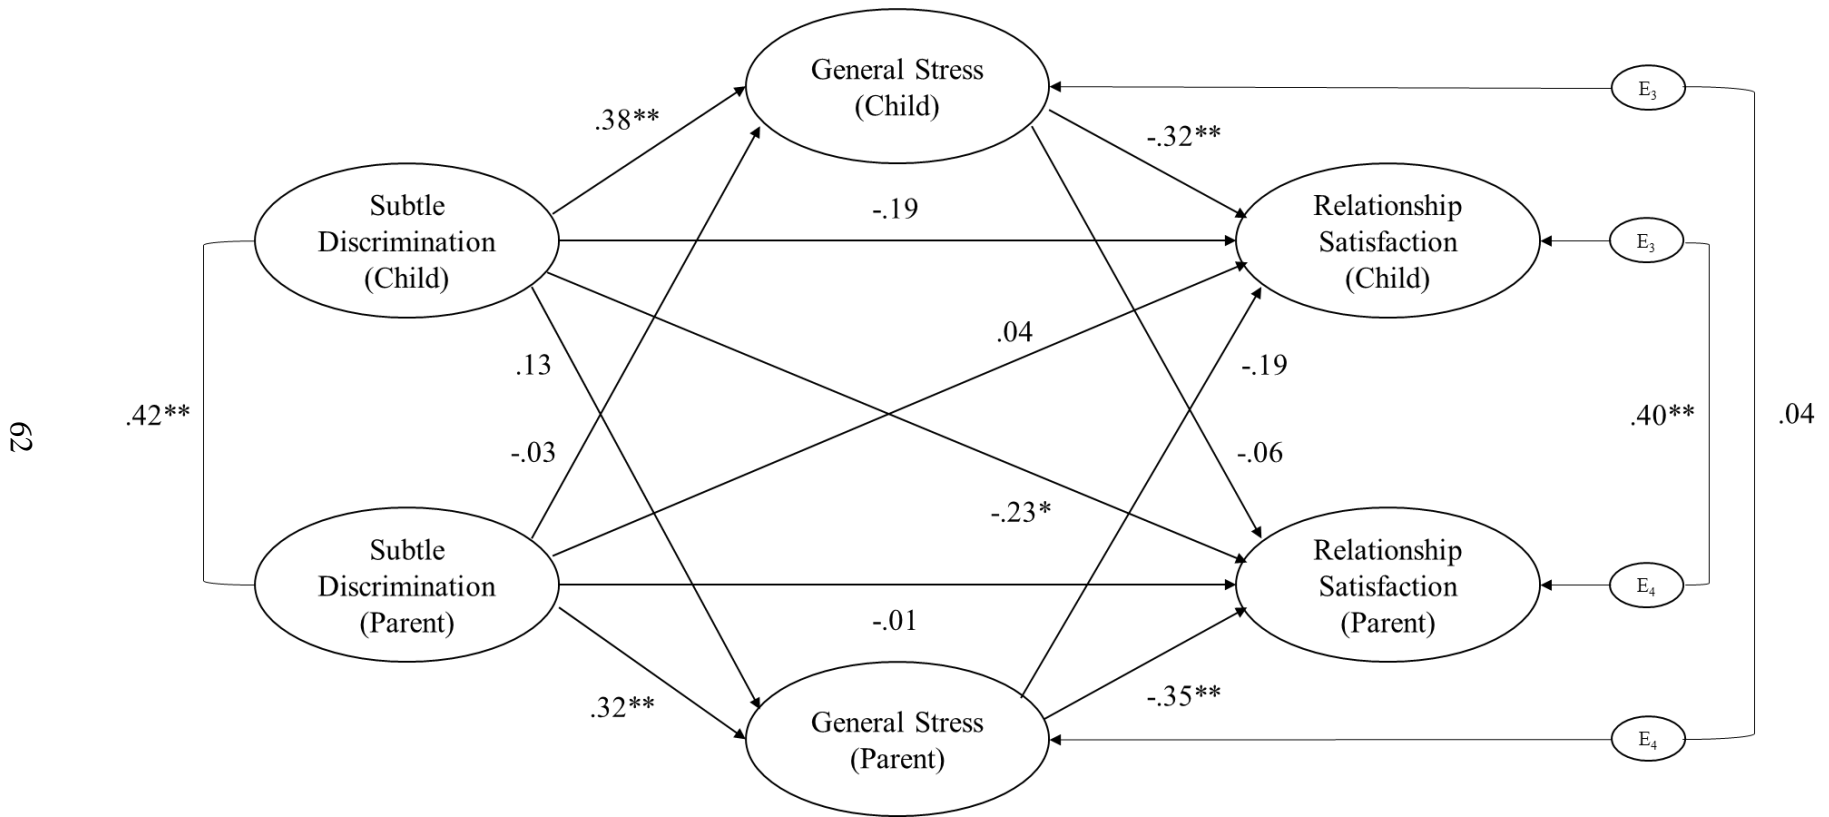 General Stress
(Child)
E3
.38**
-.32**
Subtle
Discrimination
(Child)
-.19
Relationship
Satisfaction
(Child)
E3
.04
.13
-.19
.42**
.40**
.04
62
-.03
-.06
-.23*
Subtle
Discrimination
(Parent)
Relationship
Satisfaction
(Parent)
E4
-.01
.32**
-.35**
General Stress
(Parent)
E4